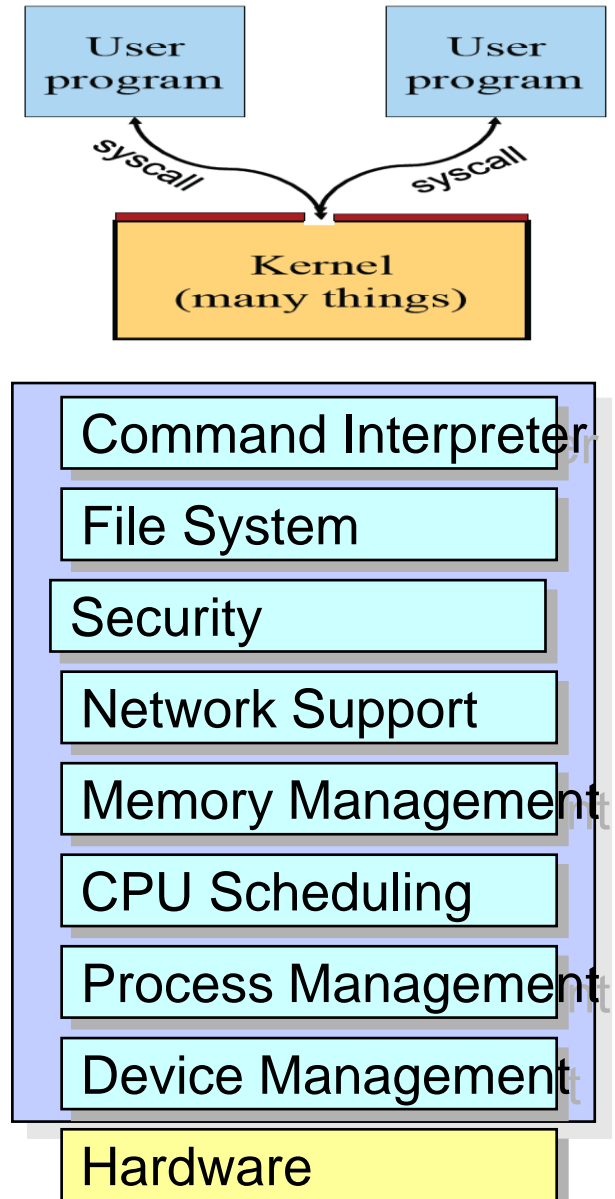 User
program
User
program
syscall
syscall
Kernel
(many things)
Command Interpreter
File System
Security
Network Support
Memory Management
CPU Scheduling
Process Management
Device Management
Hardware